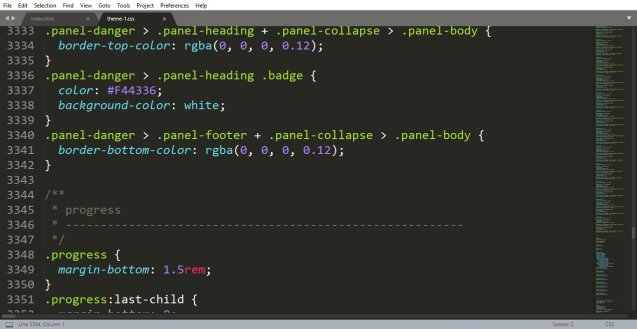 File Edit Selection Find View Goto Tools Project Preferences Help
index.html × theme-1.css ×
3333 .panel-danger > .panel-heading + .panel-collapse > .panel-body {
3334 border-top-color: rgba(0, 0, 0, 0.12);
3335 }
3336 .panel-danger > .panel-heading .badge {
3337 color: #F44336;
3338 background-color: white;
3339 }
3340 .panel-danger > .panel-footer + .panel-collapse > .panel-body {
3341 border-bottom-color: rgba(0, 0, 0, 0.12);
3342 }
3343
3344 /**
3345 * progress
3346 * ------------------------------------------------------------
3347 */
3348 .progress {
3349 margin-bottom: 1.5rem;
3350 }
3351 .progress:last-child {
3352 margin-bottom: 0;
Line 3354, Column 1 Spaces: 2 CSS